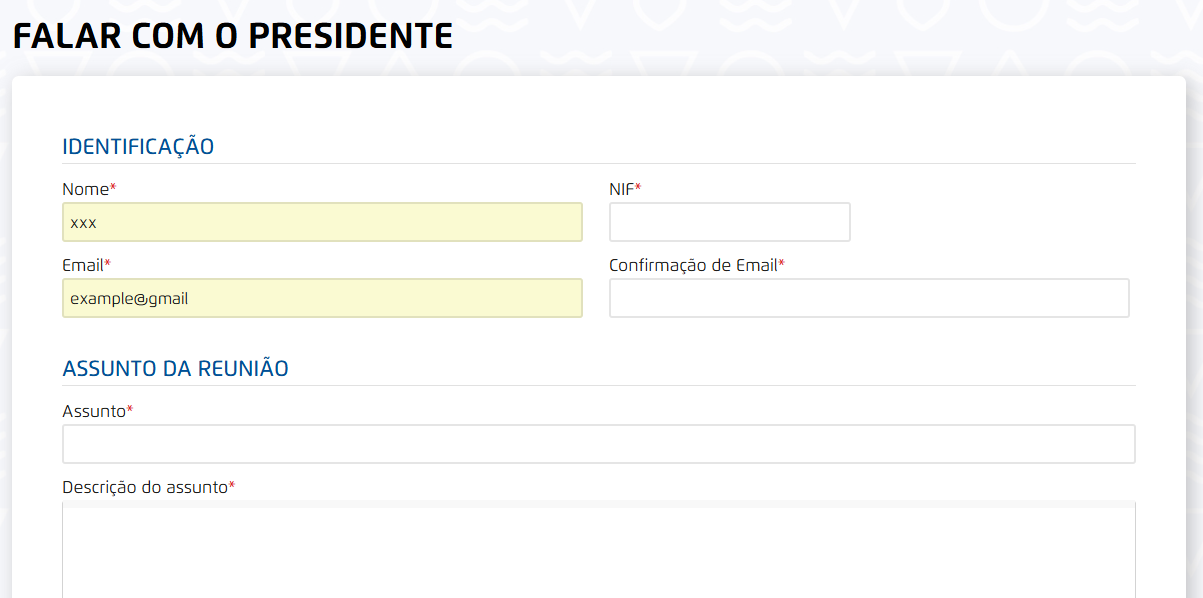 FALAR COM O PRESIDENTE
IDENTIFICAÇÃO
Nome* NIF*
xxx
Email* Confirmação de Email*
example@gmail
ASSUNTO DA REUNIÃO
Assunto*
Descrição do assunto*